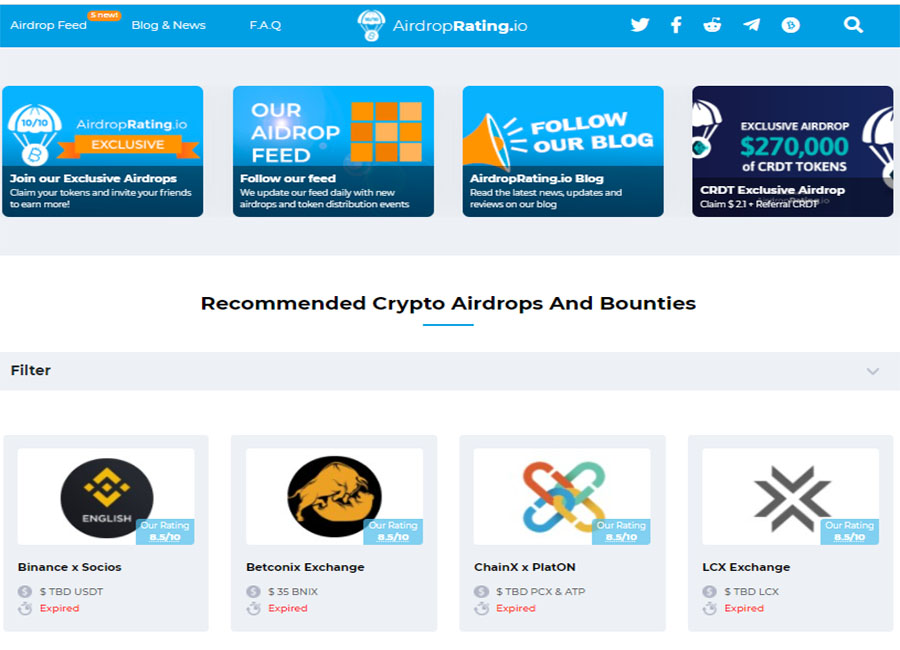 Airdrop Feed
5 new!
Blog & News
F.A.Q
AirdropRating.io
10/10
AirdropRating.io
EXCLUSIVE
Join our Exclusive Airdrops
Claim your tokens and invite your friends
to earn more!
OUR
AIDROP
FEED
Follow our feed
We update our feed daily with new
airdrops and token distribution events
FOLLOW
OUR BLOG
AirdropRating.io Blog
Read the latest news, updates and
reviews on our blog
EXCLUSIVE AIRDROP
$270,000
of CRDT TOKENS
CRDT Exclusive Airdrop
AirdropRating.io
Claim $ 2.1 + Referral CRDT
Recommended Crypto Airdrops And Bounties
Filter
ENGLISH
Our Rating
8.5/10
Binance x Socios
$ TBD USDT
Expired
Our Rating
8.5/10
Betconix Exchange
$ 35 BNIX
Expired
Our Rating
8.5/10
ChainX x PlatON
$ TBD PCX & ATP
Expired
Our Rating
8.5/10
LCX Exchange
$ TBD LCX
Expired